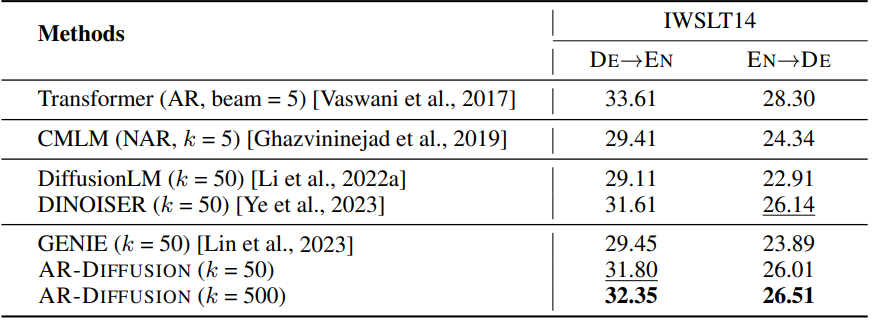 Methods IWSLT14
DE→EN EN→DE
Transformer (AR, beam = 5) [Vaswani et al., 2017] 33.61 28.30
CMLM (NAR, k = 5) [Ghazvininejad et al., 2019] 29.41 24.34
DiffusionLM (k = 50) [Li et al., 2022a] 29.11 22.91
DINOISER (k = 50) [Ye et al., 2023] 31.61 26.14
GENIE (k = 50) [Lin et al., 2023] 29.45 23.89
AR-DIFFUSION (k = 50) 31.80 26.01
AR-DIFFUSION (k = 500) 32.35 26.51